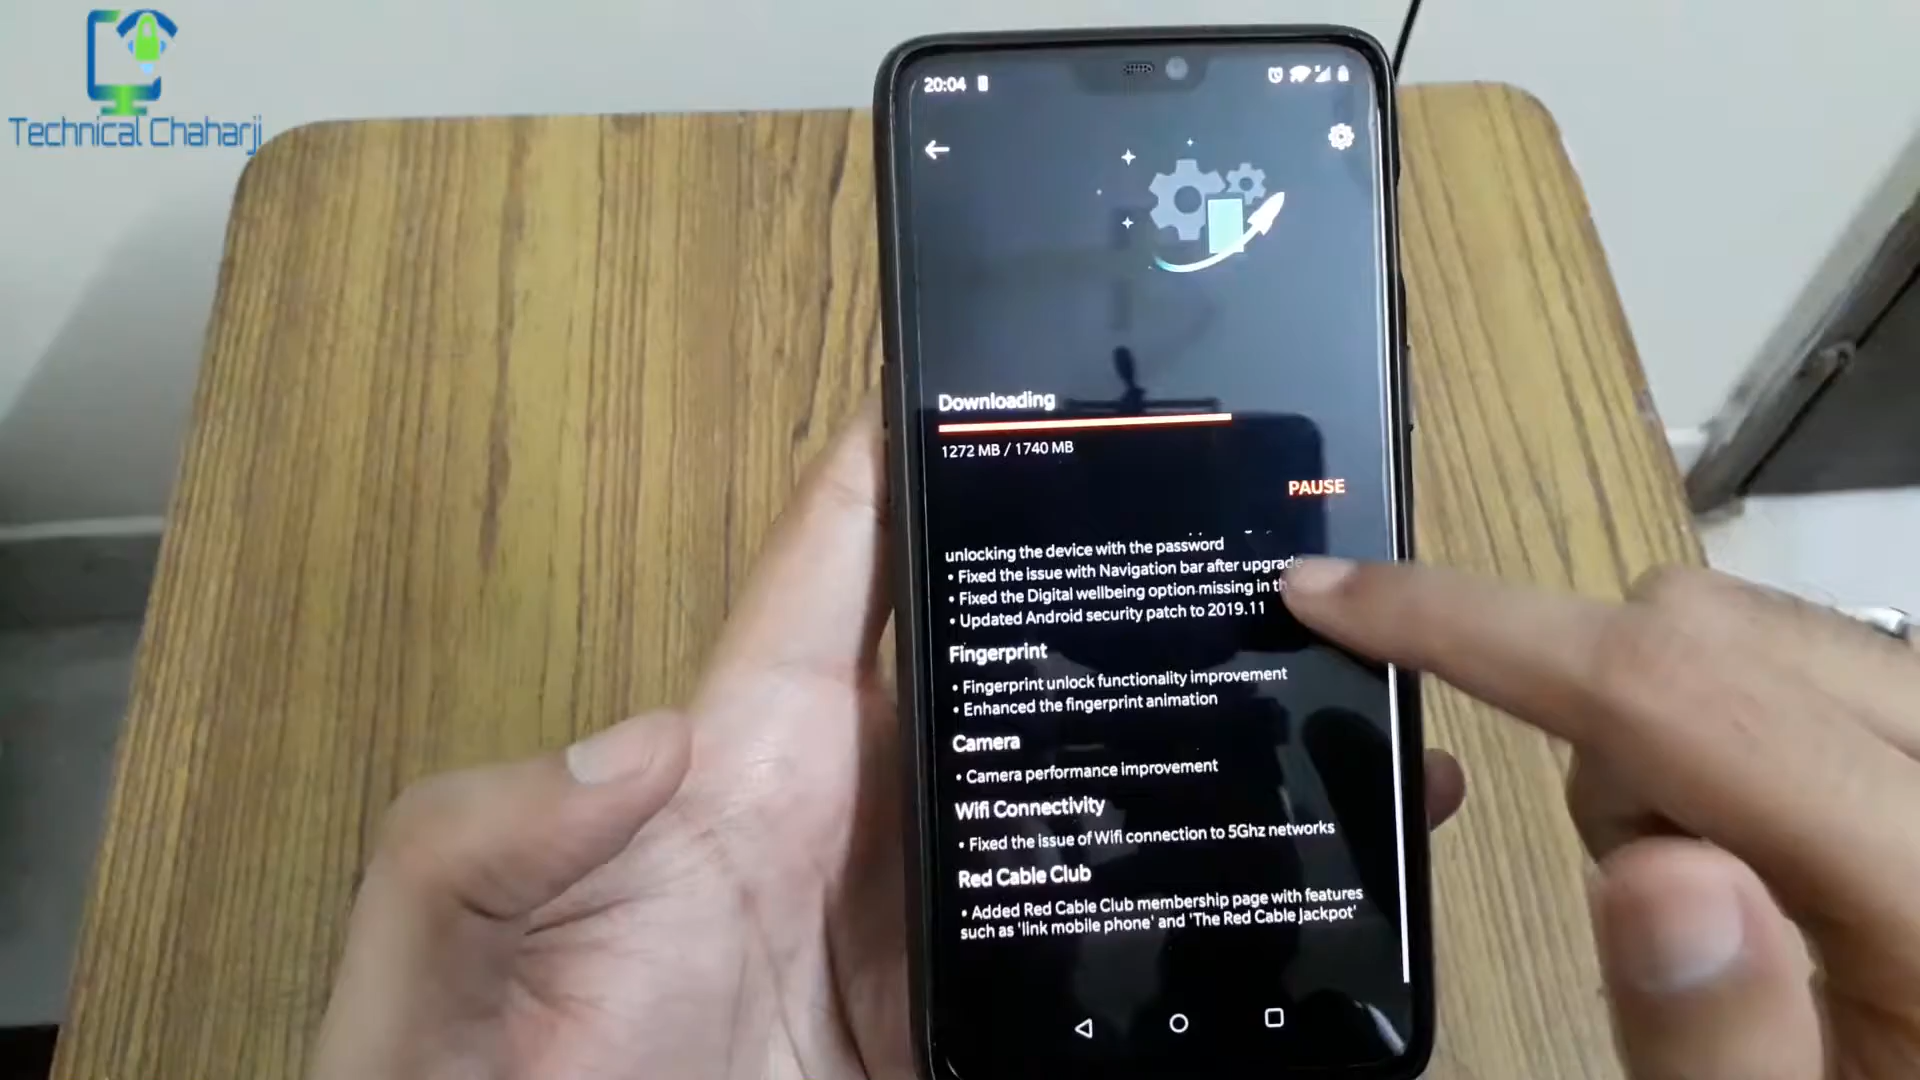 Technical Chaharji
20:04
Downloading
1272 MB / 1740 MB
PAUSE
unlocking the device with the password
• Fixed the issue with Navigation bar after upgrade
• Fixed the Digital wellbeing option missing in
• Updated Android security patch to 2019.11
Fingerprint
• Fingerprint unlock functionality improvement
• Enhanced the fingerprint animation
Camera
• Camera performance improvement
Wifi Connectivity
• Fixed the issue of Wifi connection to 5Ghz networks
Red Cable Club
• Added Red Cable Club membership page with features
such as 'link mobile phone' and 'The Red Cable Jackpot'